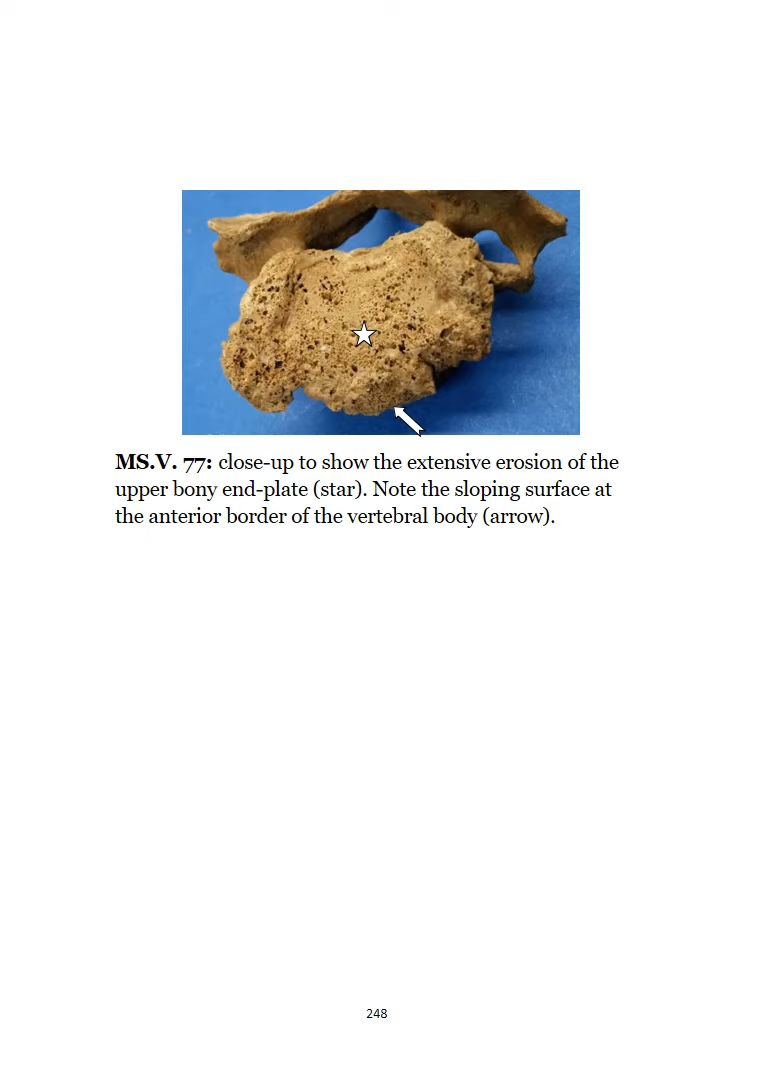 MS.V. 77: close-up to show the extensive erosion of the
upper bony end-plate (star). Note the sloping surface at
the anterior border of the vertebral body (arrow).
248